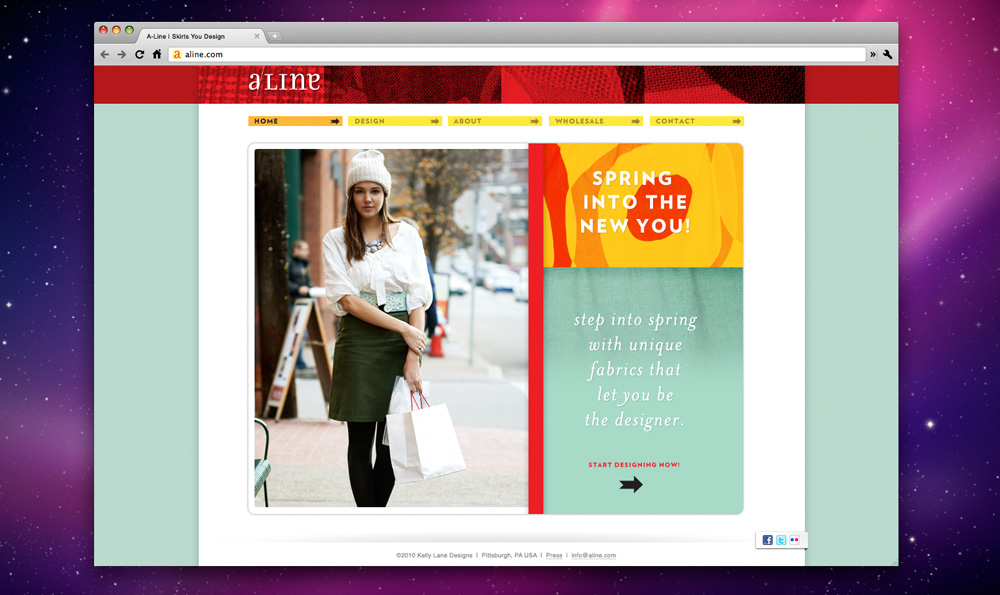 A-Line | Skirts You Design
aline.com
a'LINE
HOME
DESIGN
ABOUT
WHOLESALE
CONTACT
SPRING
INTO THE
NEW YOU!
step into spring
with unique
fabrics that
let you be
the designer.
START DESIGNING NOW!
©2010 Kelly Lane Designs | Pittsburgh, PA USA | Press | info@aline.com